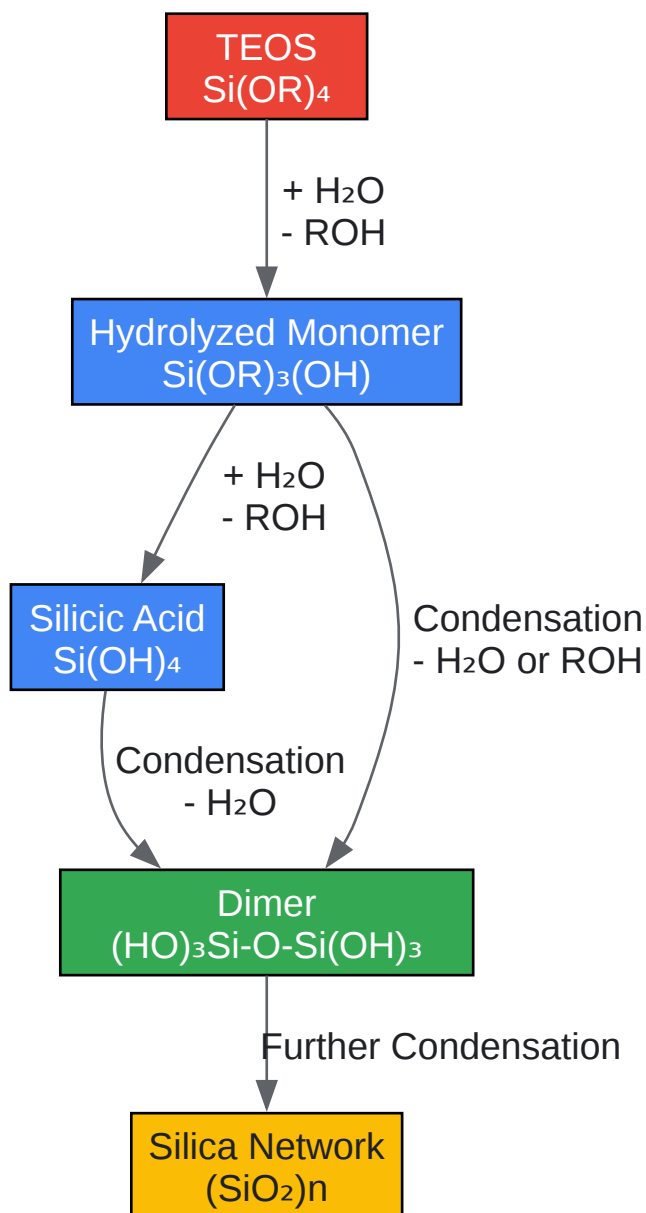 TEOS
Si(OR)₄
+ H₂O
- ROH
Hydrolyzed Monomer
Si(OR)₃(OH)
+ H₂O
- ROH
Silicic Acid
Si(OH)₄
Condensation
- H₂O or ROH
Condensation
- H₂O
Dimer
(HO)₃Si-O-Si(OH)₃
Further Condensation
Silica Network
(SiO₂)n